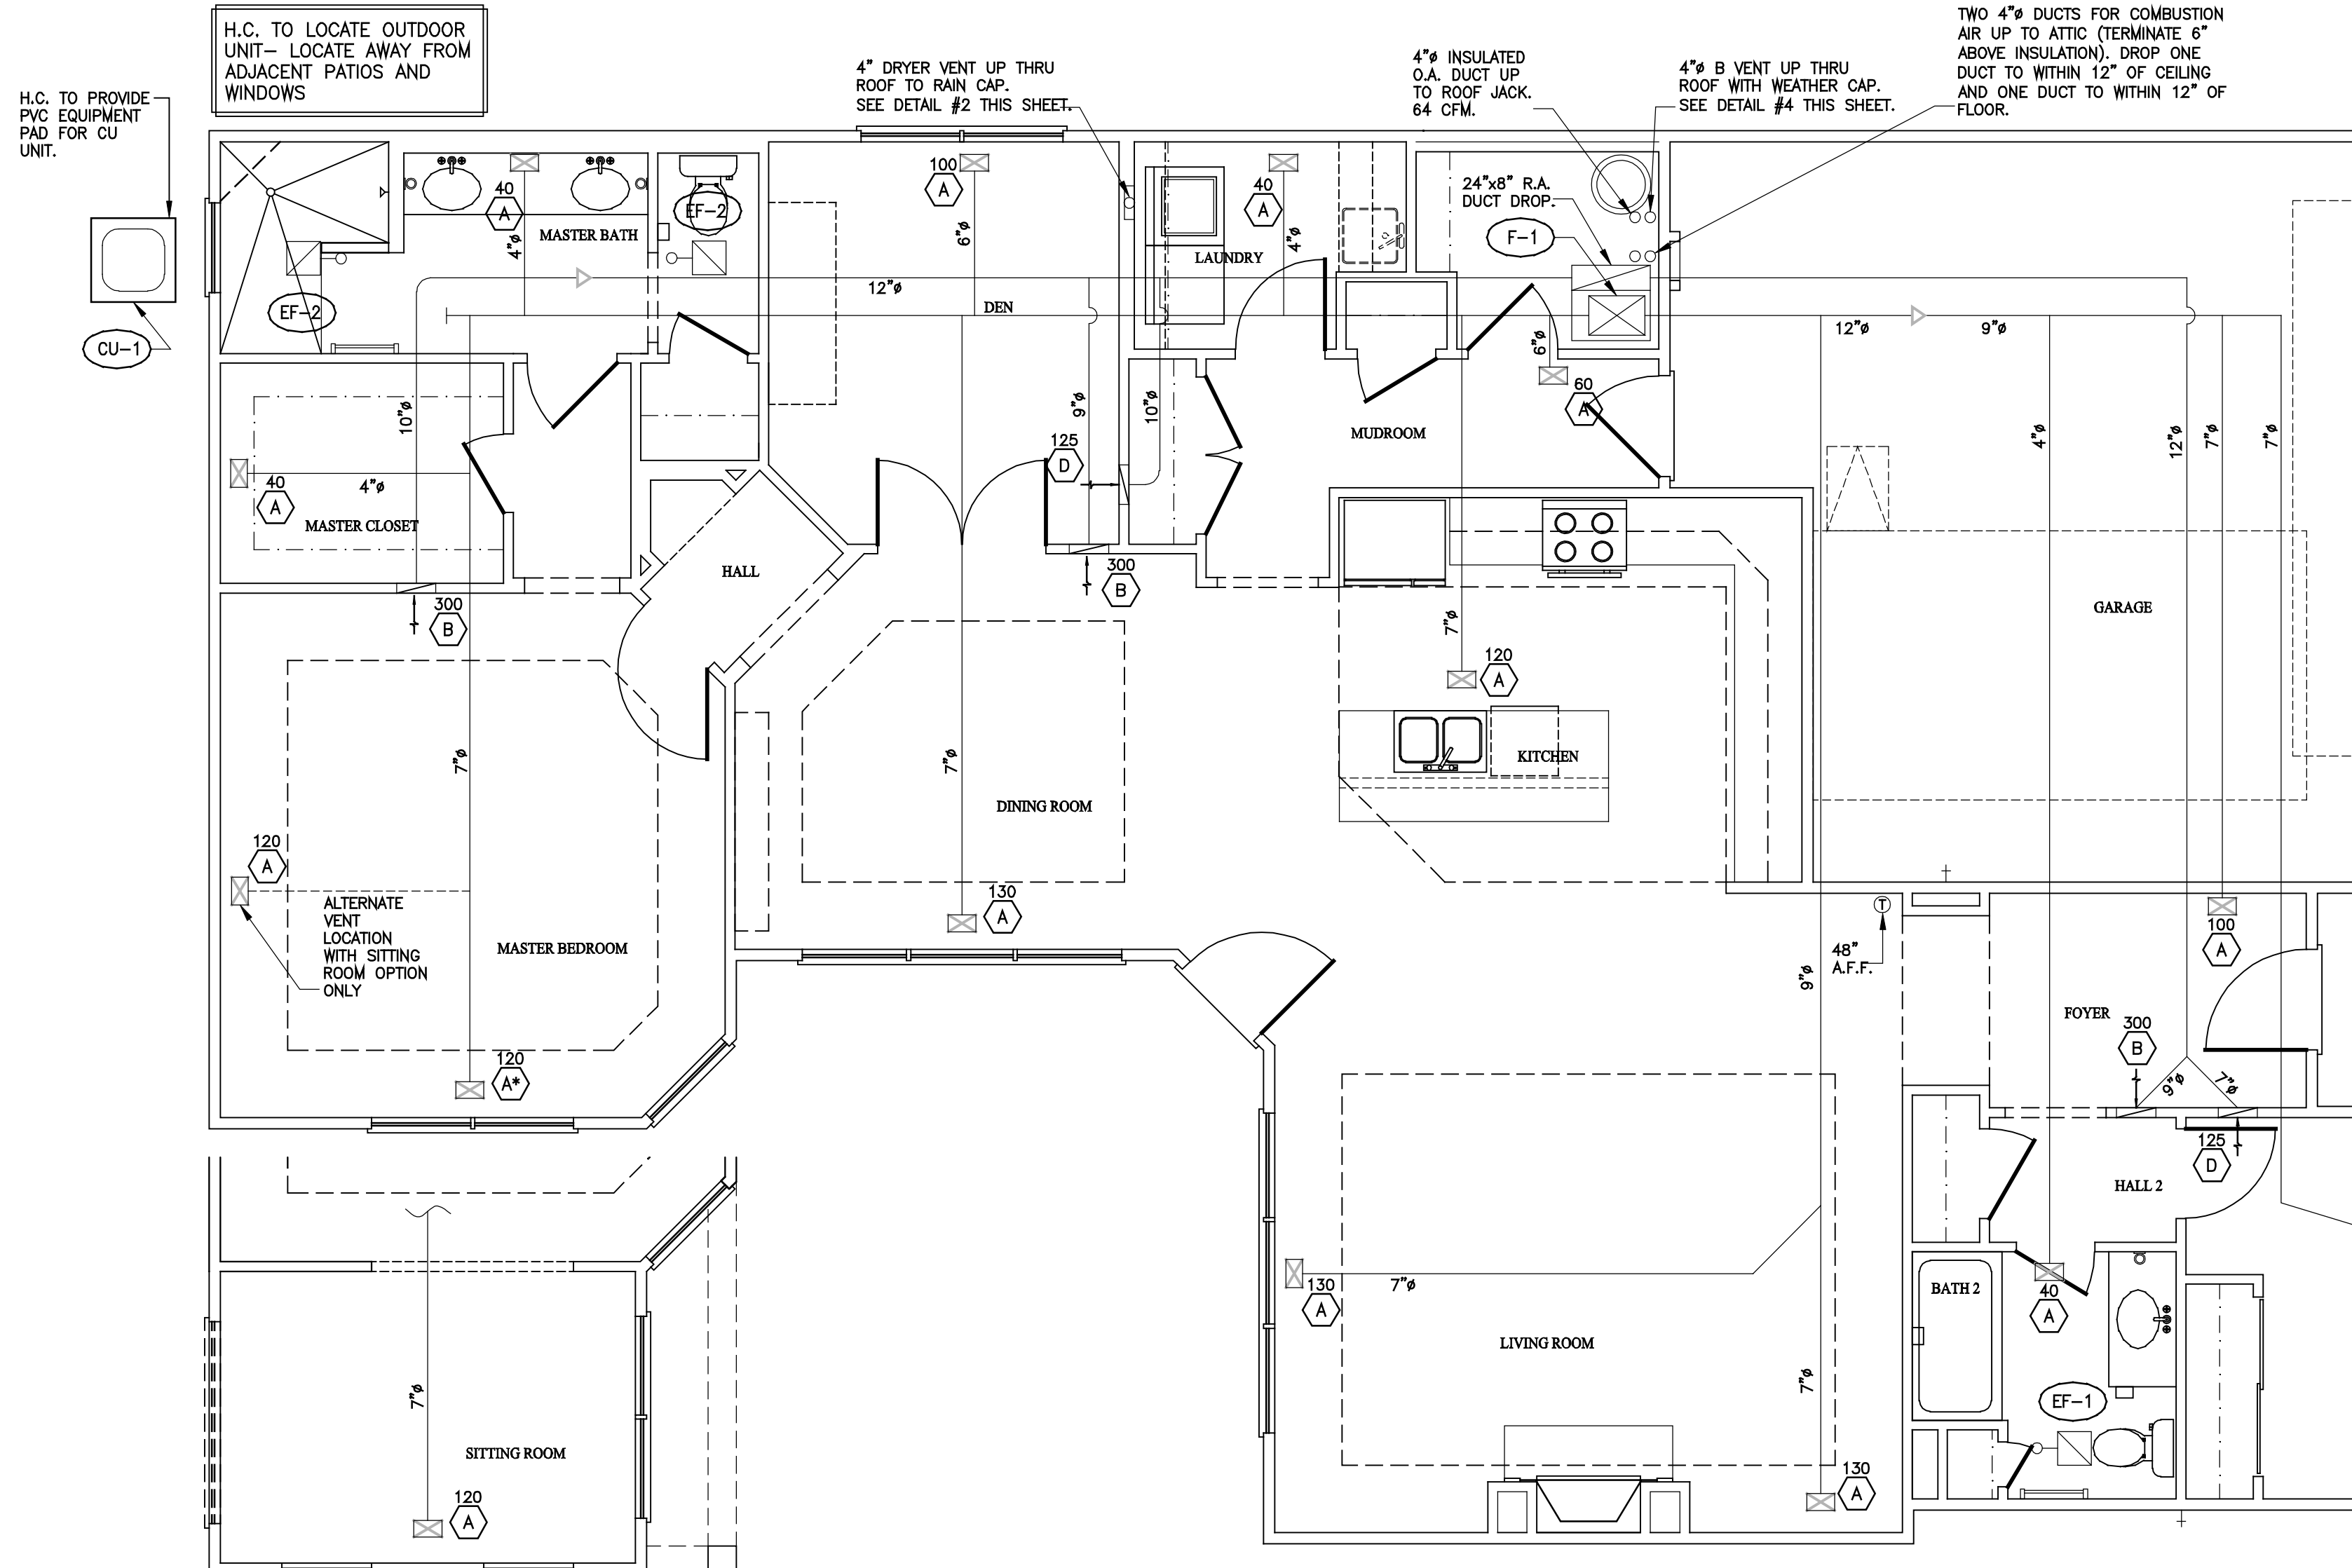 H.C. TO LOCATE OUTDOOR
UNIT– LOCATE AWAY FROM
ADJACENT PATIOS AND
WINDOWS
H.C. TO PROVIDE
PVC EQUIPMENT
PAD FOR CU
UNIT.
4" DRYER VENT UP THRU
ROOF TO RAIN CAP.
SEE DETAIL #2 THIS SHEET.
4"ø INSULATED
O.A. DUCT UP
TO ROOF JACK.
64 CFM.
4"ø B VENT UP THRU
ROOF WITH WEATHER CAP.
SEE DETAIL #4 THIS SHEET.
TWO 4"ø DUCTS FOR COMBUSTION
AIR UP TO ATTIC (TERMINATE 6"
ABOVE INSULATION). DROP ONE
DUCT TO WITHIN 12" OF CEILING
AND ONE DUCT TO WITHIN 12" OF
FLOOR.
CU–1
40
A
4"ø
MASTER BATH
EF–2
EF–2
100
A
6"ø
12"ø
DEN
40
A
4"ø
LAUNDRY
24"x8" R.A.
DUCT DROP.
F–1
6"ø
60
A
12"ø
9"ø
10"ø
40
A
4"ø
MASTER CLOSET
HALL
9"ø
10"ø
125
D
MUDROOM
4"ø
12"ø
7"ø
7"ø
300
B
300
B
7"ø
120
A
GARAGE
7"ø
7"ø
KITCHEN
DINING ROOM
120
A
ALTERNATE
VENT
LOCATION
WITH SITTING
ROOM OPTION
ONLY
MASTER BEDROOM
130
A
T
48"
A.F.F.
9"ø
100
A
FOYER
300
B
9"ø
7"ø
120
A*
125
D
HALL 2
130
A
7"ø
BATH 2
40
A
LIVING ROOM
7"ø
7"ø
EF–1
SITTING ROOM
120
A
130
A